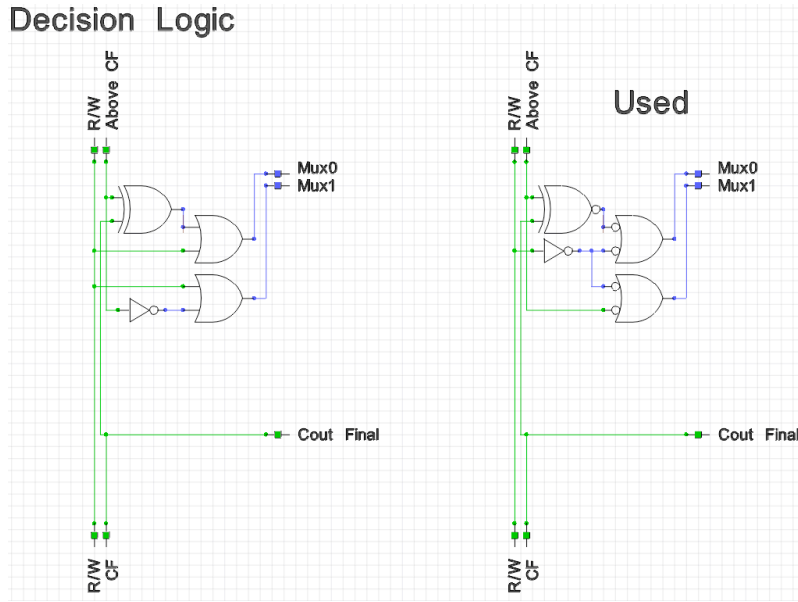 Decision Logic
R/W
Above CF
Mux0
Mux1
Cout Final
R/W
CF
Used
R/W
Above CF
Mux0
Mux1
Cout Final
R/W
CF